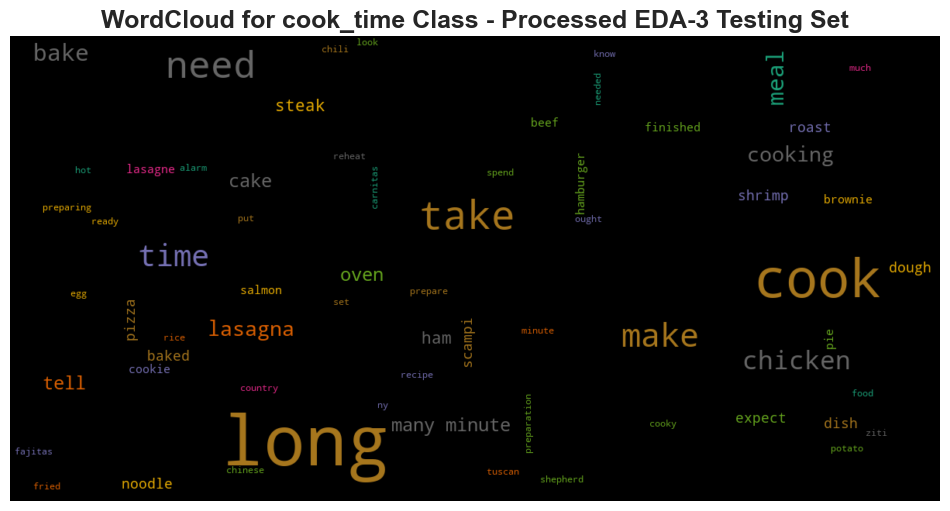 WordCloud for cook_time Class - Processed EDA-3 Testing Set
bake
need
chili
look
know
needed
meal
much
steak
beef
finished
roast
cooking
hot
lasagne
alarm
reheat
cake
carnitas
spend
hamburger
shrimp
brownie
preparing
ready
put
take
ought
time
oven
cook
dough
egg
salmon
set
prepare
pizza
rice
lasagna
ham
scampi
minute
make
pie
chicken
baked
cookie
tell
country
recipe
food
ny
long
many minute
preparation
cooky
expect
dish
ziti
potato
fajitas
chinese
tuscan
shepherd
fried
noodle